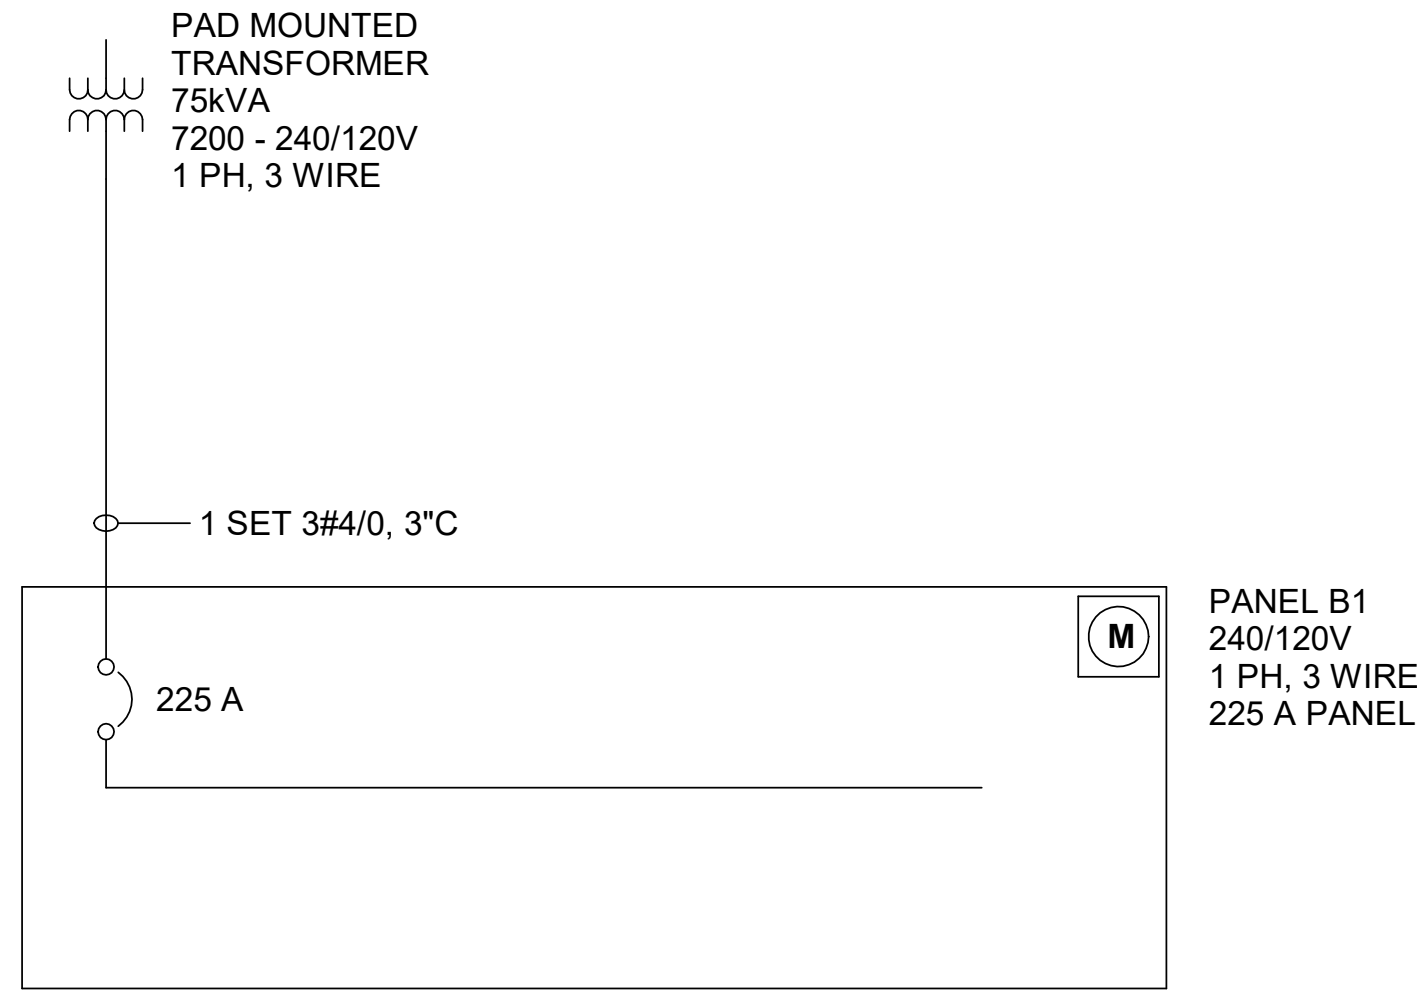 PAD MOUNTED
TRANSFORMER
75kVA
7200 - 240/120V
1 PH, 3 WIRE
1 SET 3#4/0, 3"C
M
225 A
PANEL B1
240/120V
1 PH, 3 WIRE
225 A PANEL